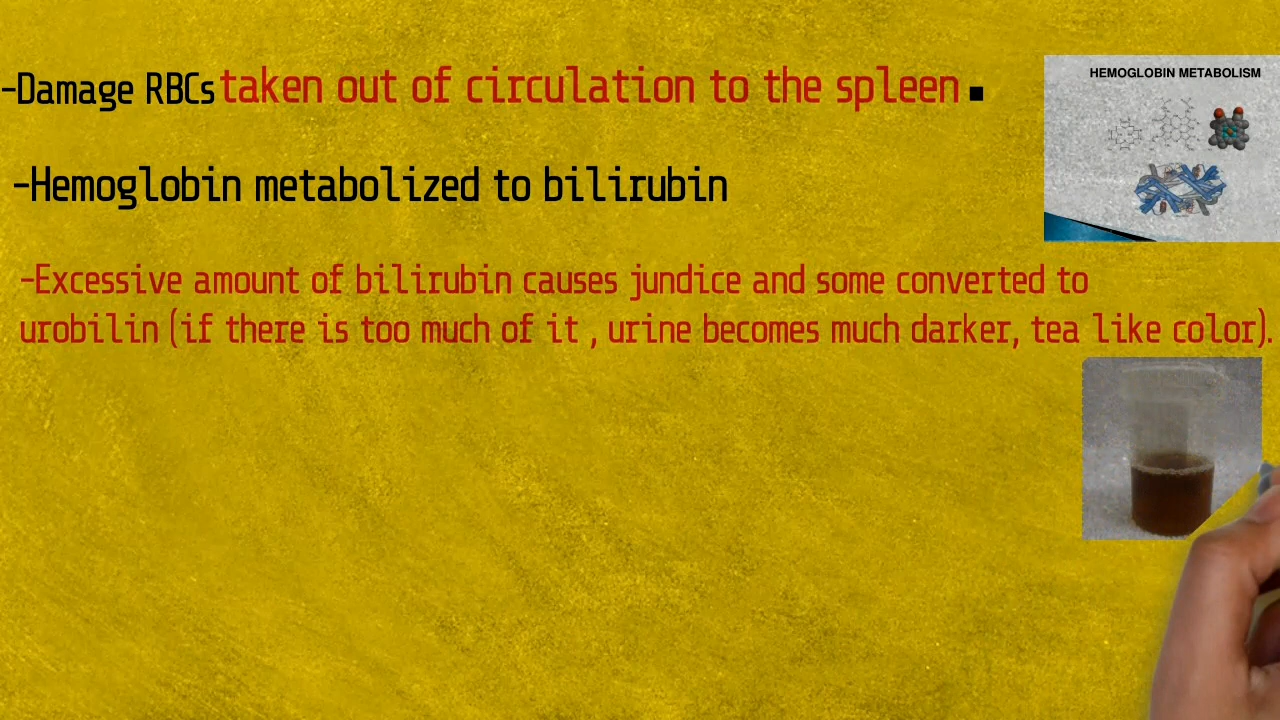 -Damage RBCs taken out of circulation to the spleen.
HEMOGLOBIN METABOLISM
-Hemoglobin metabolized to bilirubin
-Excessive amount of bilirubin causes jundice and some converted to
urobilin (if there is too much of it , urine becomes much darker, tea like color).